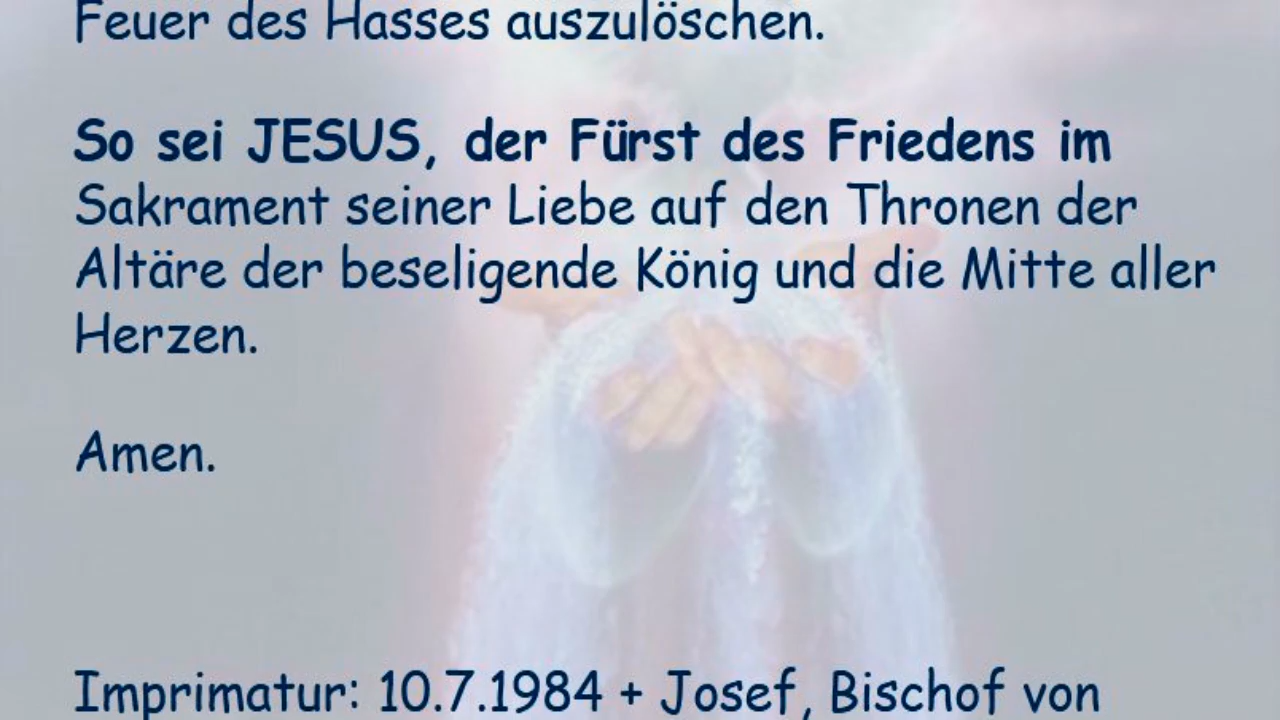 Feuer des Hasses auszulöschen.
So sei JESUS, der Fürst des Friedens im
Sakrament seiner Liebe auf den Thronen der
Altäre der beseligende König und die Mitte aller
Herzen.
Amen.
Imprimatur: 10.7.1984 + Josef, Bischof von